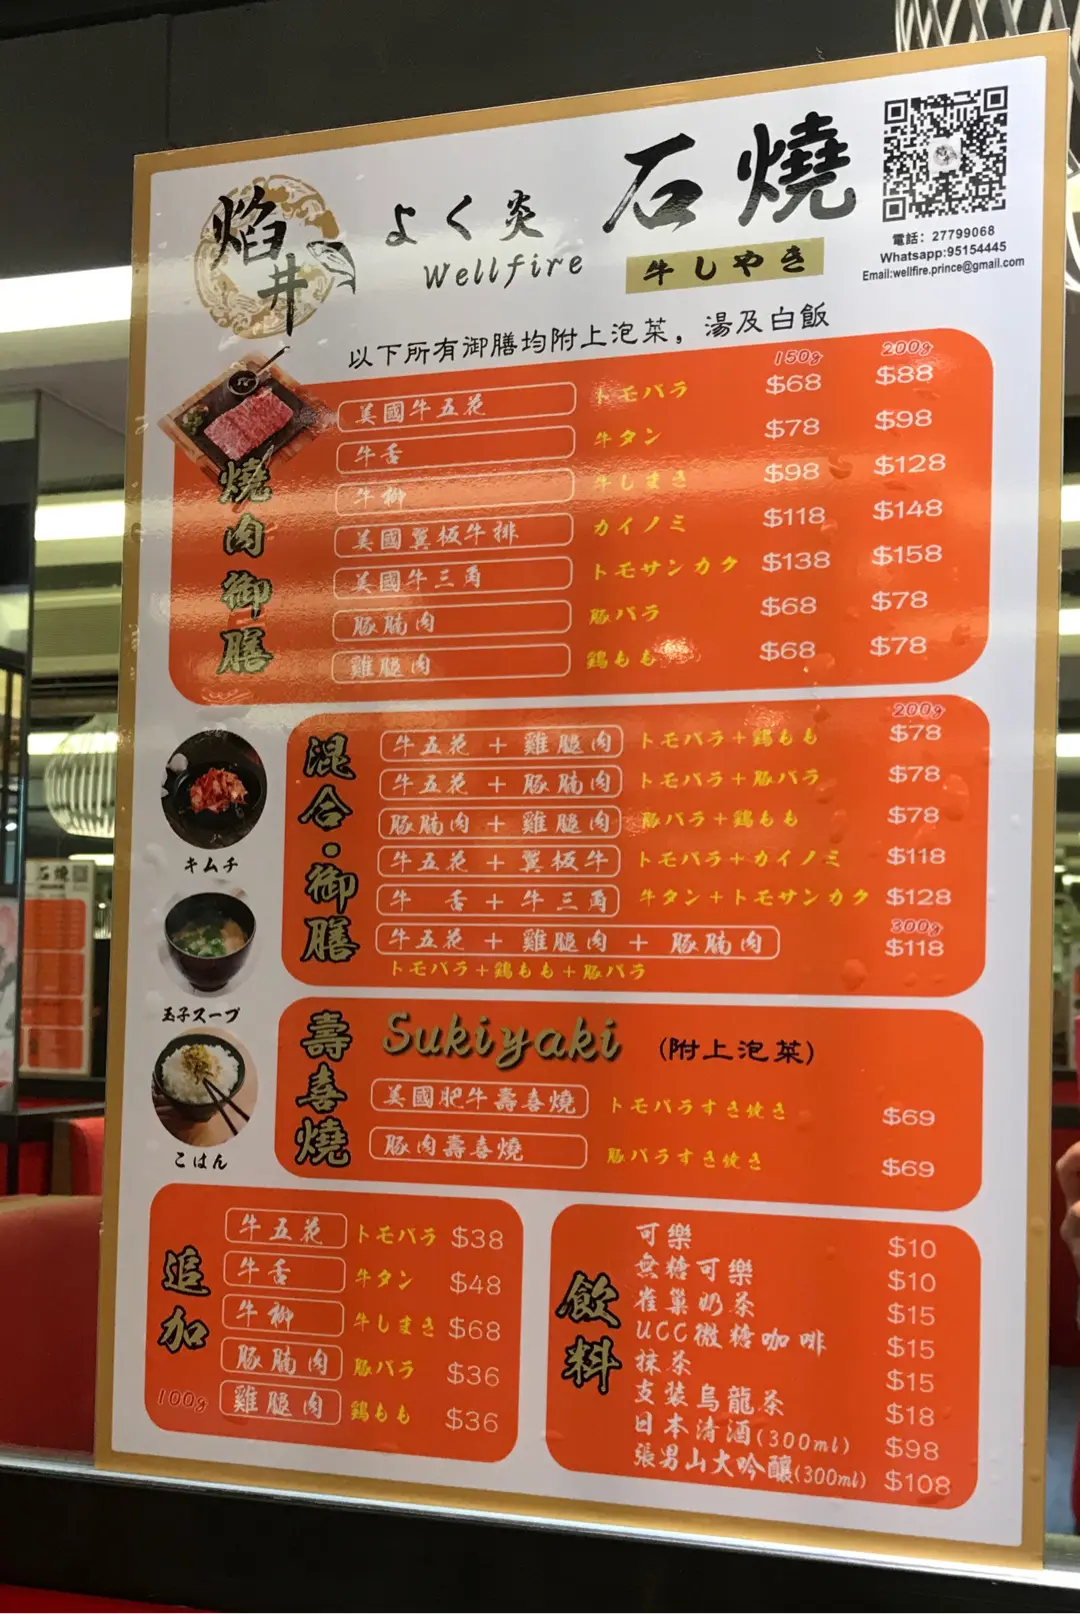 焰井
よく炎
Wellfire
石燒
牛しやき
電話: 27799068
Whatsapp:95154445
Email:wellfire.prince@gmail.com
以下所有御膳均附上泡菜，湯及白飯
燒肉御膳
150g 200g
美國牛五花 トモバラ $68 $88
牛舌 牛タン $78 $98
牛柳 牛しまき $98 $128
美國翼板牛排 カイノミ $118 $148
美國牛三角 トモサンカク $138 $158
豚腩肉 豚バラ $68 $78
雞腿肉 鶏もも $68 $78
混合·御膳
200g
牛五花 + 雞腿肉 トモバラ+鶏もも $78
牛五花 + 豚腩肉 トモバラ+豚バラ $78
豚腩肉 + 雞腿肉 豚バラ+鶏もも $78
牛五花 + 翼板牛 トモバラ+カイノミ $118
牛 舌 + 牛三角 牛タン+トモサンカク $128
300g
牛五花 + 雞腿肉 + 豚腩肉 $118
トモバラ+鶏もも+豚バラ
キムチ
玉子スープ
こはん
壽喜燒
Sukiyaki (附上泡菜)
美國肥牛壽喜燒 トモバラすき焼き $69
豚肉壽喜燒 豚バラすき焼き $69
追加
100g
牛五花 トモバラ $38
牛舌 牛タン $48
牛柳 牛しまき $68
豚腩肉 豚バラ $36
雞腿肉 鶏もも $36
飲料
可樂 $10
無糖可樂 $10
雀巢奶茶 $15
UCC微糖咖啡 $15
抹茶 $15
支裝烏龍茶 $18
日本清酒(300ml) $98
張男山大吟釀(300ml) $108
石燒